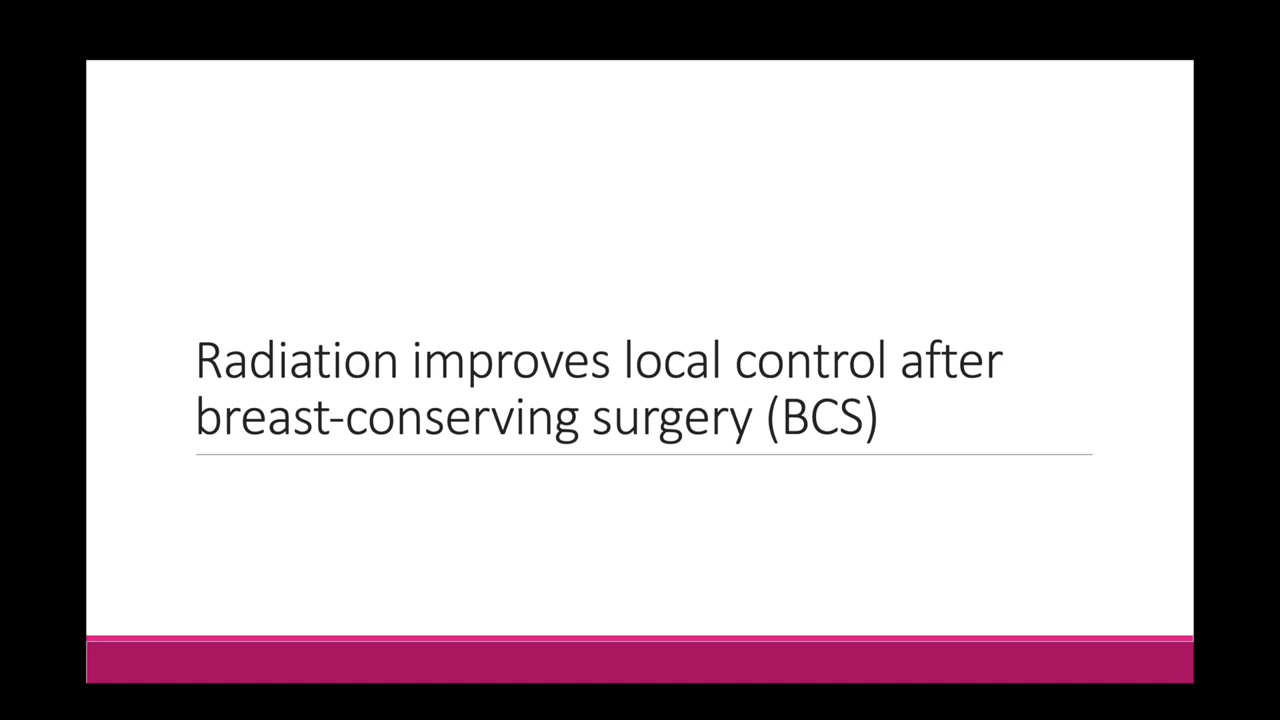 Radiation improves local control after
breast-conserving surgery (BCS)